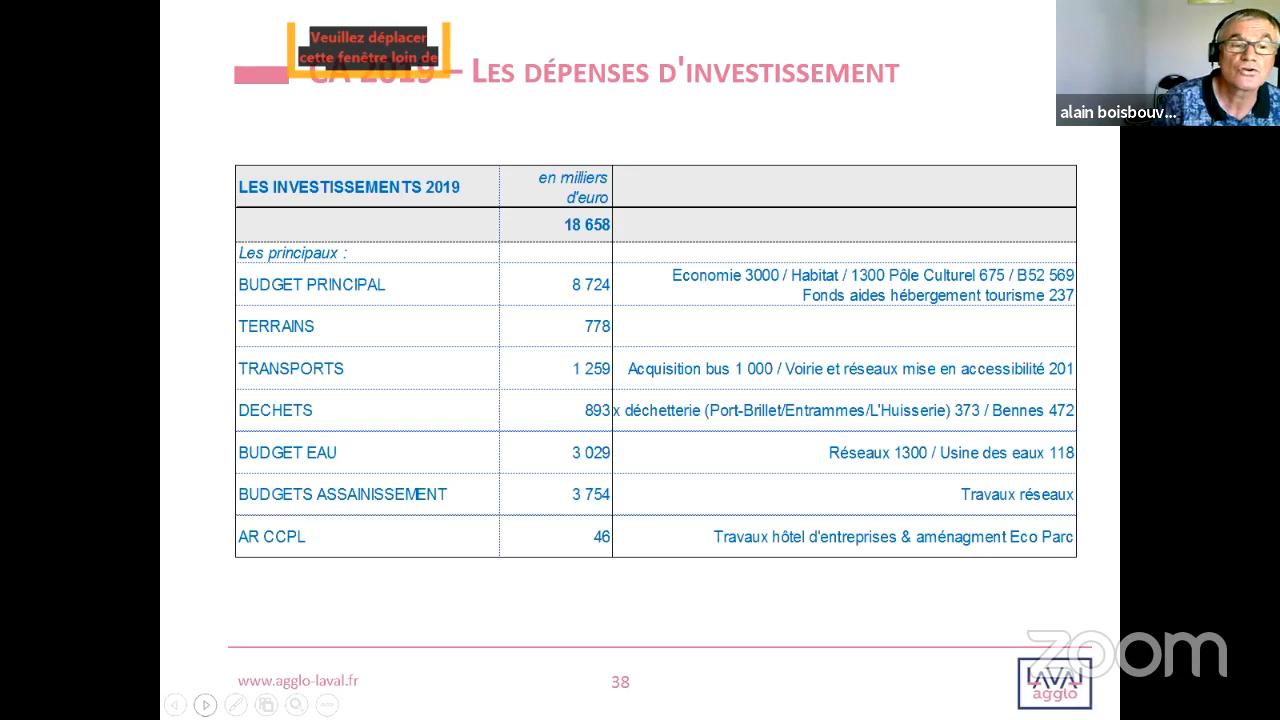 Veuillez déplacer
cette fenêtre loin de
CA 2019 – LES DÉPENSES D'INVESTISSEMENT
alain boisbouv...
LES INVESTISSEMENTS 2019
en milliers
d'euro
18 658
Les principaux :
BUDGET PRINCIPAL 8 724
Economie 3000 / Habitat / 1300 Pôle Culturel 675 / B52 569
Fonds aides hébergement tourisme 237
TERRAINS 778
TRANSPORTS 1 259 Acquisition bus 1 000 / Voirie et réseaux mise en accessibilité 201
DECHETS 893 x déchetterie (Port-Brillet/Entrammes/L'Huisserie) 373 / Bennes 472
BUDGET EAU 3 029 Réseaux 1300 / Usine des eaux 118
BUDGETS ASSAINISSEMENT 3 754 Travaux réseaux
AR CCPL 46 Travaux hôtel d'entreprises & aménagment Eco Parc
zoom
www.agglo-laval.fr
38
LAVAL
agglo